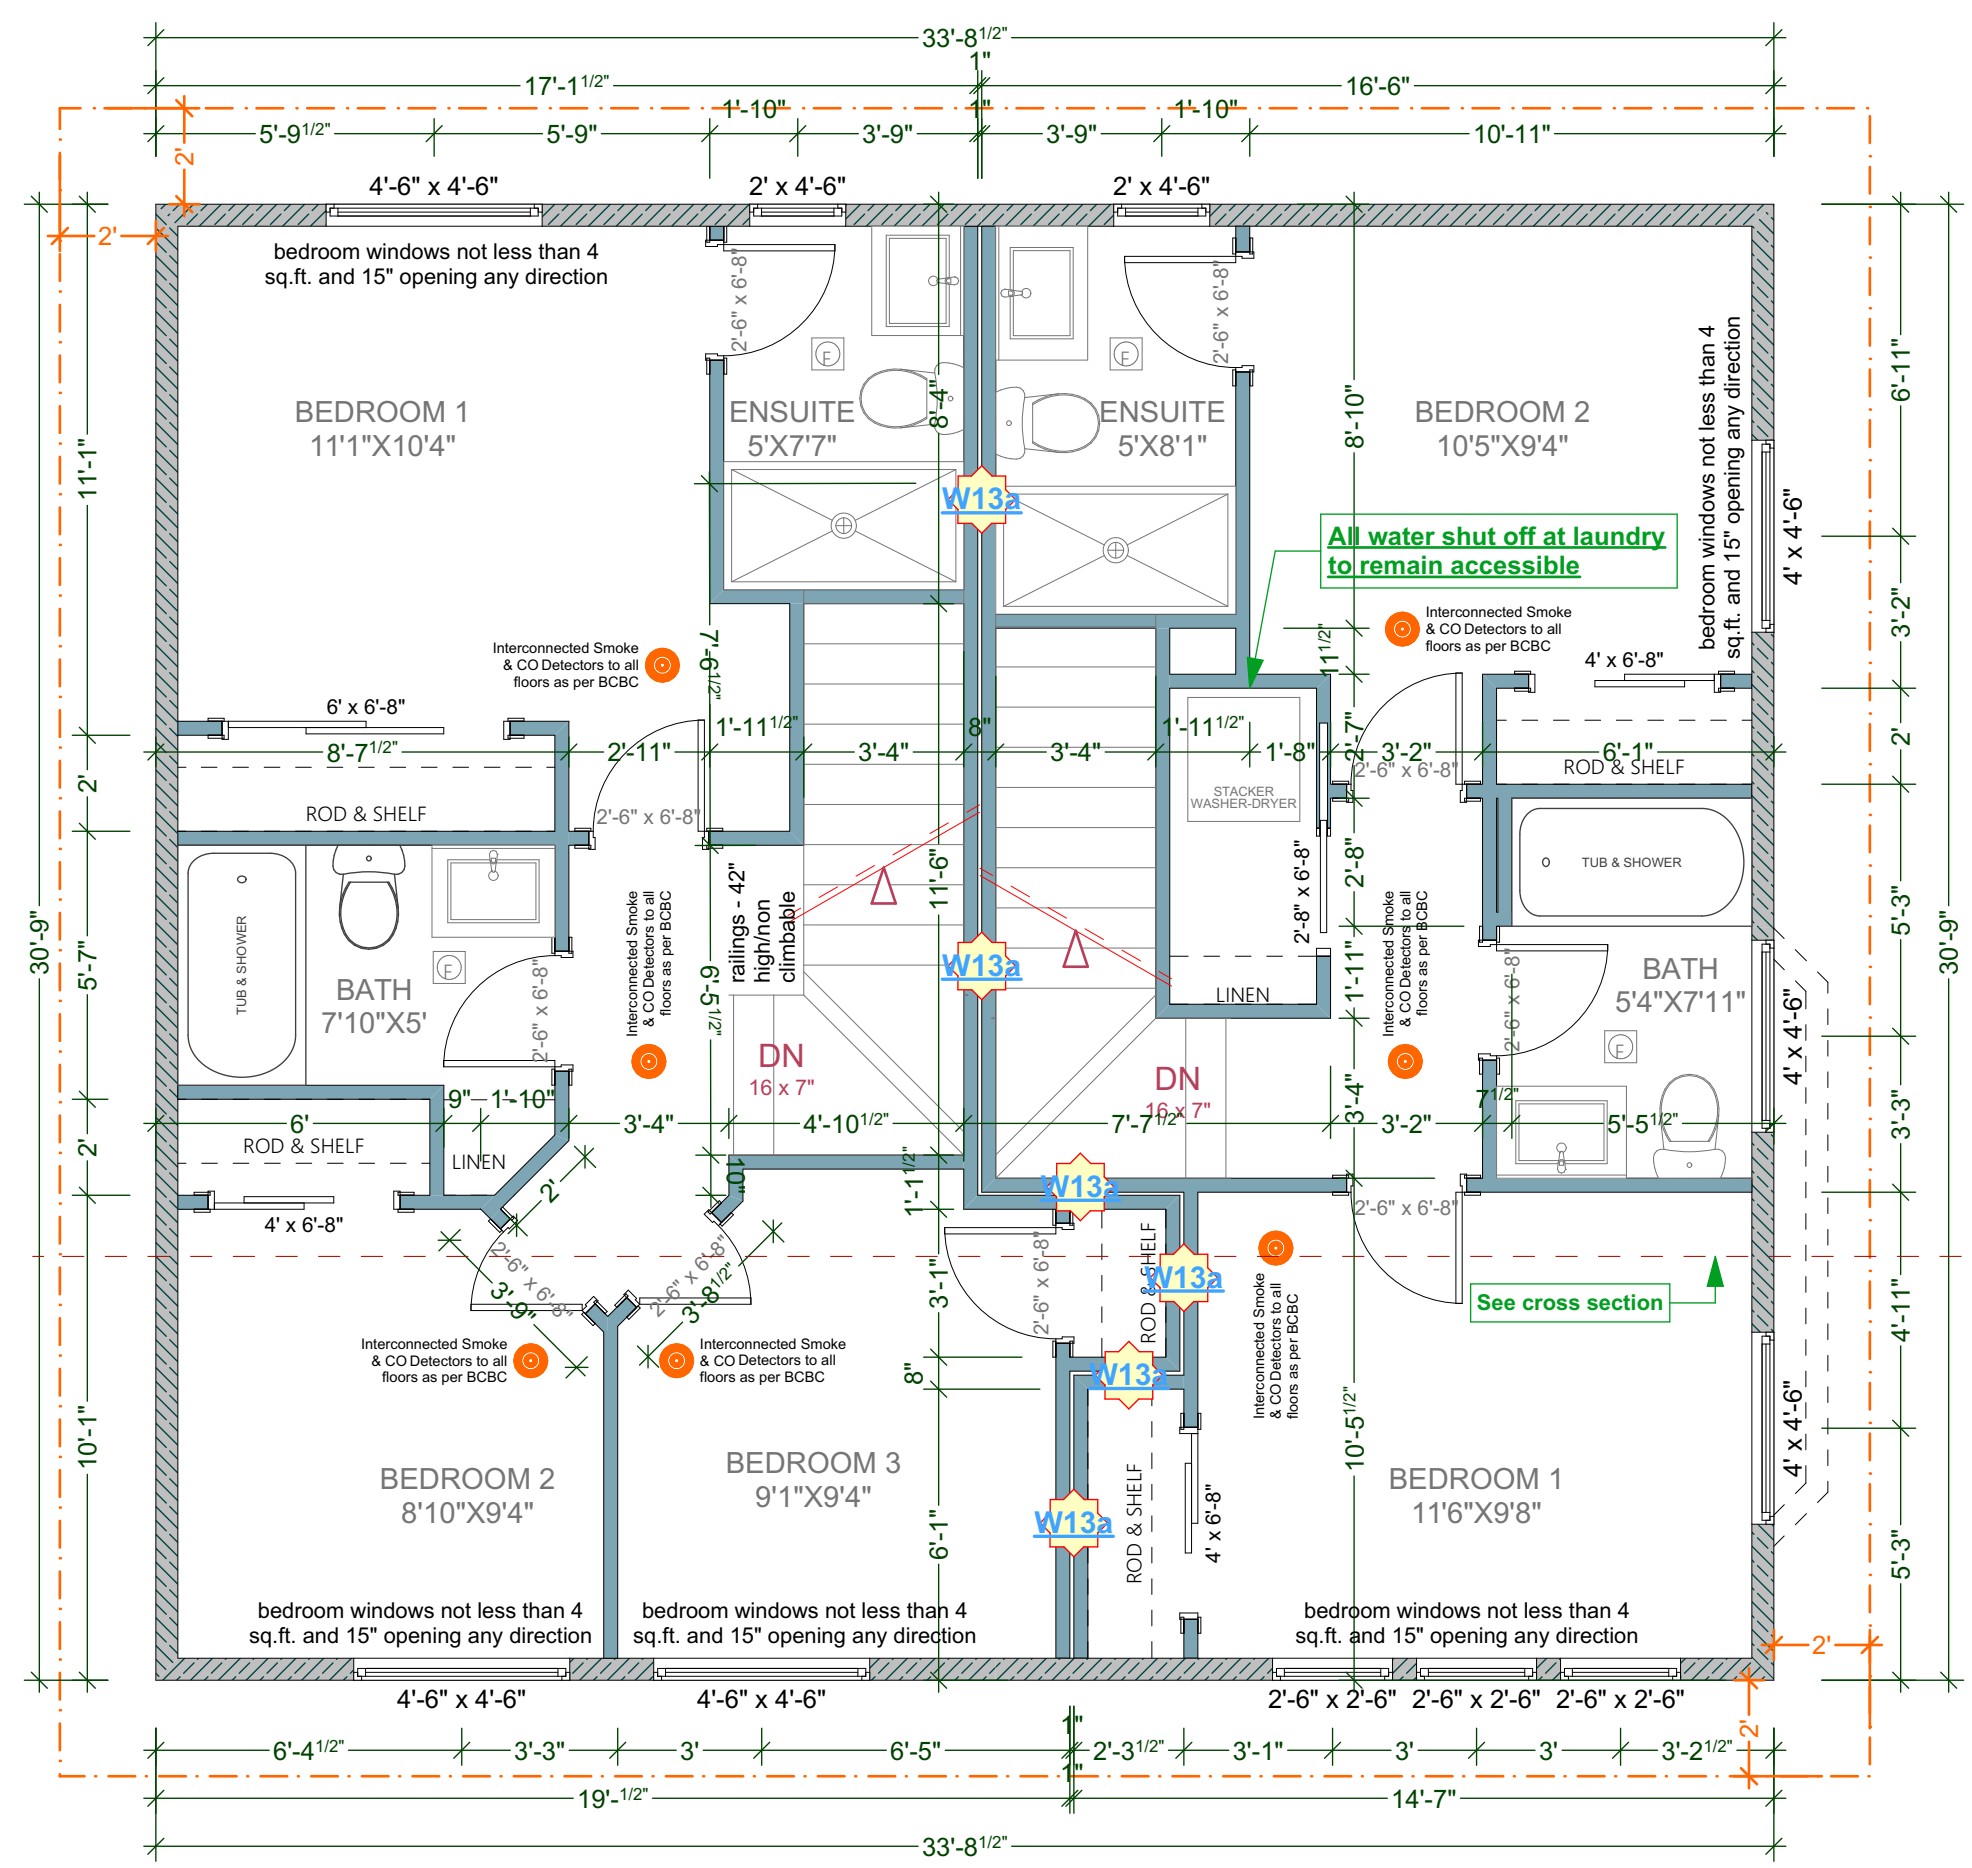 33'-8 1/2"
1"
17'-1 1/2"
16'-6"
1'-10"
1"
1'-10"
5'-9 1/2"
5'-9"
3'-9"
3'-9"
10'-11"
2'
2'
4'-6" x 4'-6"
2' x 4'-6"
2' x 4'-6"
bedroom windows not less than 4
sq.ft. and 15" opening any direction
2'-6" x 6'-8"
2'-6" x 6'-8"
F
F
BEDROOM 1
11'1"X10'4"
ENSUITE
5'X7'7"
8'-4"
ENSUITE
5'X8'1"
8'-10"
BEDROOM 2
10'5"X9'4"
bedroom windows not less than 4
sq.ft. and 15" opening any direction
6'-11"
11'-1"
W13a
All water shut off at laundry
to remain accessible
4' x 4'-6"
Interconnected Smoke
& CO Detectors to all
floors as per BCBC
7'-6 1/2"
11 1/2"
Interconnected Smoke
& CO Detectors to all
floors as per BCBC
3'-2"
4' x 6'-8"
6' x 6'-8"
8'-7 1/2"
2'-11"
1'-11 1/2"
3'-4"
8"
3'-4"
1'-11 1/2"
1'-8"
2'-7"
3'-2"
6'-1"
2'
ROD & SHELF
2'-6" x 6'-8"
2'
ROD & SHELF
2'-6" x 6'-8"
STACKER
WASHER-DRYER
TUB & SHOWER
2'-8" x 6'-8"
2'-8"
TUB & SHOWER
11'-6"
railings - 42"
high/non
climbable
Interconnected Smoke
& CO Detectors to all
floors as per BCBC
Interconnected Smoke
& CO Detectors to all
floors as per BCBC
5'-3"
30'-9"
30'-9"
5'-7"
F
BATH
7'10"X5'
2'-6" x 6'-8"
6'-5 1/2"
W13a
LINEN
1'-11"
2'-6" x 6'-8"
BATH
5'4"X7'11"
4' x 4'-6"
F
DN
16 x 7"
DN
16 x 7"
3'-4"
7 1/2"
6'
9"
1'-10"
3'-4"
4'-10 1/2"
7'-7 1/2"
3'-2"
5'-5 1/2"
3'-3"
2'
ROD & SHELF
LINEN
2'
10"
1'-1 1/2"
W13a
2'-6" x 6'-8"
4' x 6'-8"
2'-6" x 6'-8"
3'-9"
2'-6" x 6'-8"
3'-8 1/2"
3'-1"
2'-6" x 6'-8"
ROD & SHELF
W13a
Interconnected Smoke
& CO Detectors to all
floors as per BCBC
See cross section
4'-11"
Interconnected Smoke
& CO Detectors to all
floors as per BCBC
Interconnected Smoke
& CO Detectors to all
floors as per BCBC
8"
W13a
10'-1"
10'-5 1/2"
4' x 4'-6"
BEDROOM 2
8'10"X9'4"
BEDROOM 3
9'1"X9'4"
BEDROOM 1
11'6"X9'8"
6'-1"
W13a
ROD & SHELF
4' x 6'-8"
5'-3"
bedroom windows not less than 4
sq.ft. and 15" opening any direction
bedroom windows not less than 4
sq.ft. and 15" opening any direction
bedroom windows not less than 4
sq.ft. and 15" opening any direction
2'
4'-6" x 4'-6"
4'-6" x 4'-6"
2'-6" x 2'-6"
2'-6" x 2'-6"
2'-6" x 2'-6"
2'
1"
6'-4 1/2"
3'-3"
3'
6'-5"
2'-3 1/2"
3'-1"
3'
3'
3'-2 1/2"
1"
19'-1/2"
14'-7"
33'-8 1/2"